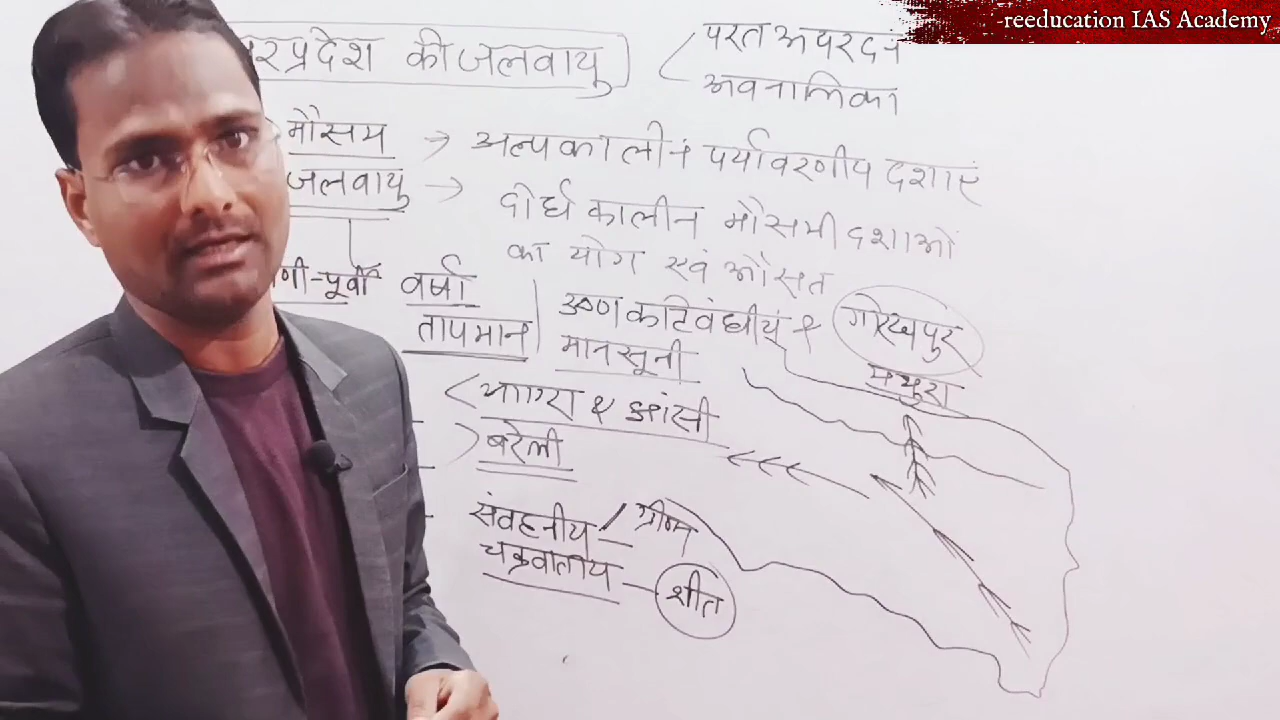 -reeducation IAS Academy
रप्रदेश की जलवायु
परत अपरदन
अवनालिका
मौसम → अल्पकालीन पर्यावरणीय दशाएं
जलवायु → दीर्घकालीन मौसमी दशाओं
का योग एवं औसत
णी-पूर्वी वर्षा
तापमान
उष्णकटिबंधीय &
मानसूनी
गोरखपुर
मथुरा
आगरा & झांसी
बरेली
संवहनीय ग्रीष्म
चक्रवातीय शीत